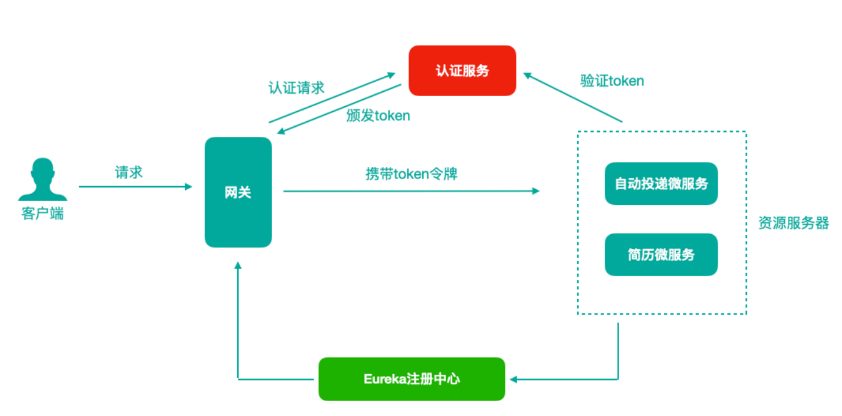 认证服务
认证请求
验证token
颁发token
请求
携带token令牌
自动投递微服务
网关
客户端
资源服务器
简历微服务
Eureka注册中心